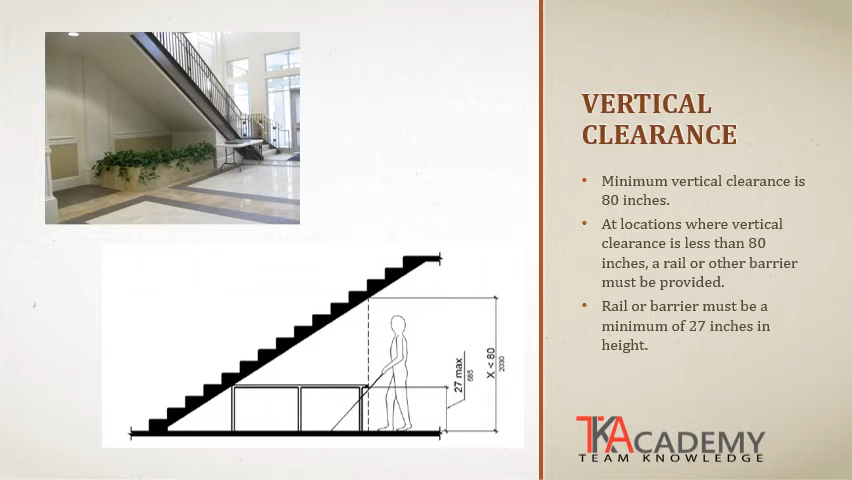 VERTICAL
CLEARANCE
• Minimum vertical clearance is
80 inches.
• At locations where vertical
clearance is less than 80
inches, a rail or other barrier
must be provided.
• Rail or barrier must be a
minimum of 27 inches in
height.
27 max
685
X < 80
2030
TKACADEMY
TEAM KNOWLEDGE